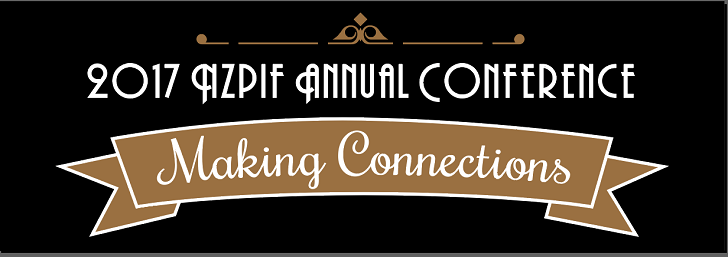 2017 AZPIF ANNUAL CONFERENCE
Making Connections